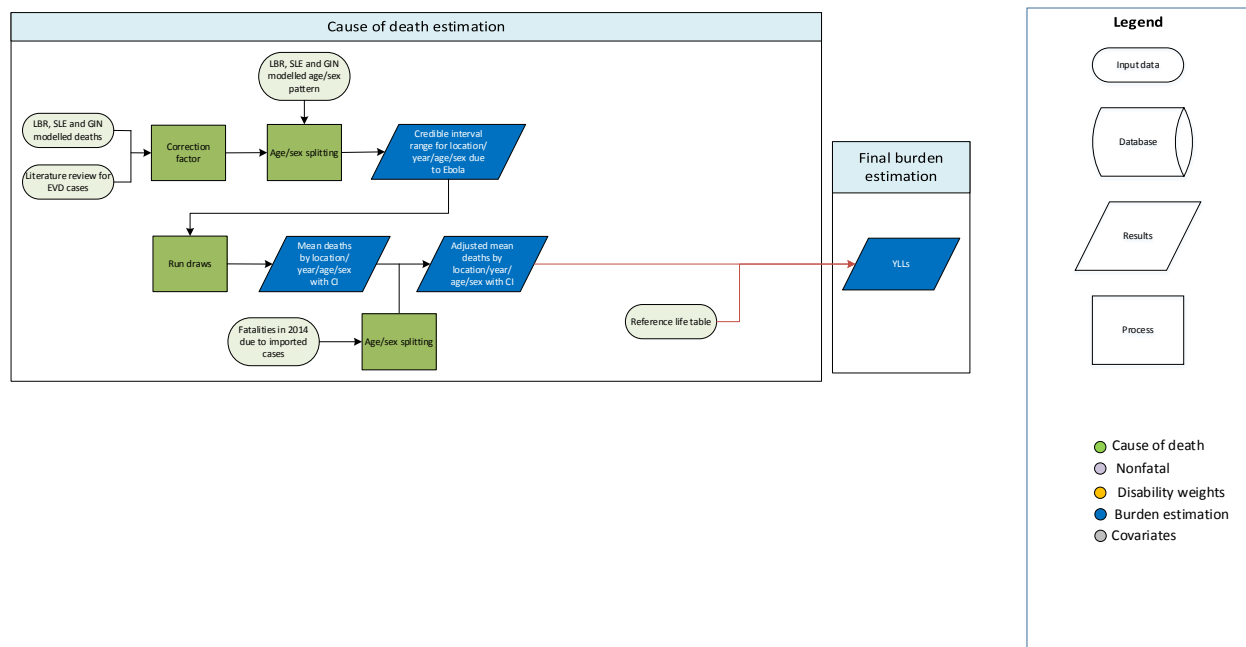 Cause of death estimation
LBR, SLE and GIN
modelled age/sex
pattern
LBR, SLE and GIN
modelled deaths
Literature review for
EVD cases
Correction
factor
Age/sex splitting
Credible interval
range for location/
year/age/sex due
to Ebola
Run draws
Mean deaths
by location/
year/age/sex
with CI
Adjusted mean
deaths by
location/year/
age/sex with CI
Fatalities in 2014
due to imported
cases
Age/sex splitting
Reference life table
Final burden
estimation
YLLs
Legend
Input data
Database
Results
Process
Cause of death
Nonfatal
Disability weights
Burden estimation
Covariates